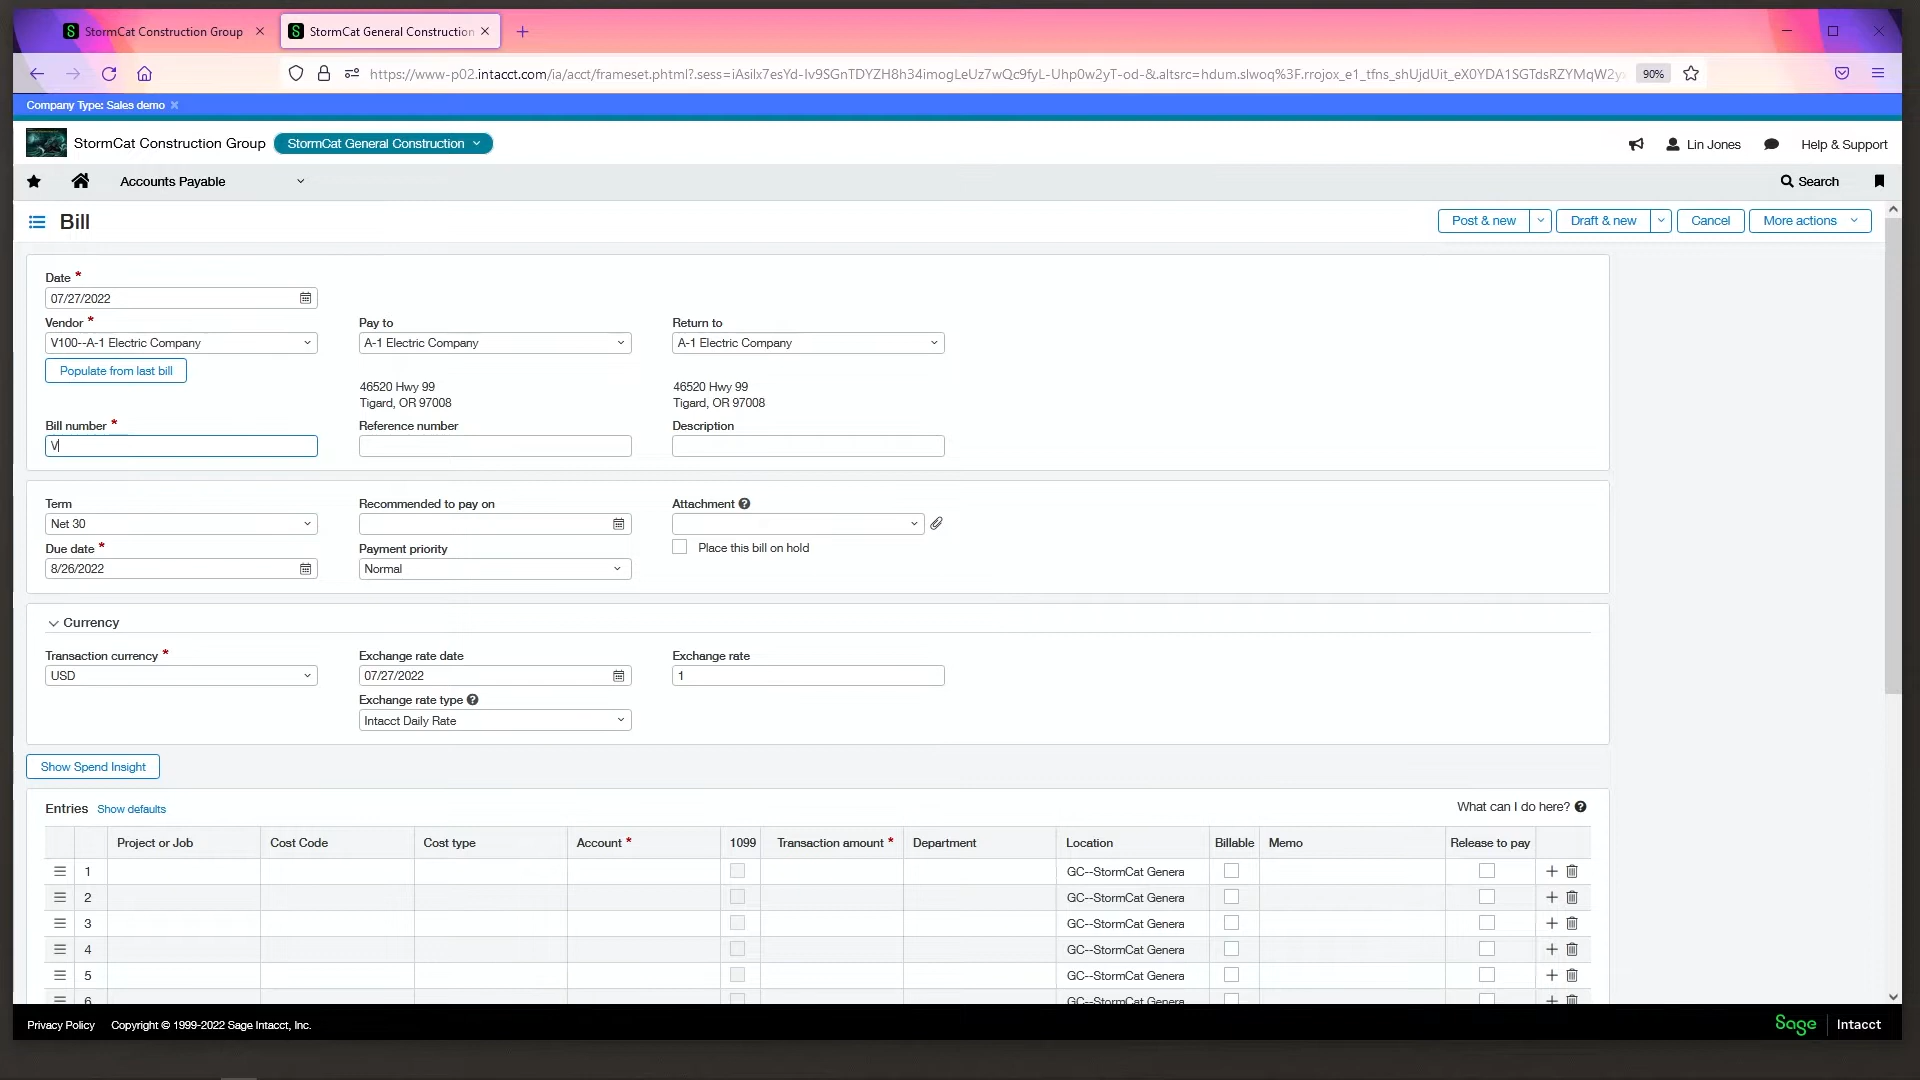 StormCat Construction Group
StormCat General Construction
https://www-p02.intacct.com/ia/acct/frameset.phtml?.sess=
90%
Company Type: Sales demo
StormCat Construction Group
StormCat General Construction
Lin Jones
Help & Support
Accounts Payable
Search
Bill
Post & new
Draft & new
Cancel
More actions
Date *
07/27/2022
Vendor *
Pay to
Return to
V100--A-1 Electric Company
A-1 Electric Company
A-1 Electric Company
Populate from last bill
46520 Hwy 99
Tigard, OR 97008
46520 Hwy 99
Tigard, OR 97008
Bill number *
Reference number
Description
V
Term
Recommended to pay on
Attachment
Net 30
Place this bill on hold
Due date *
Payment priority
8/26/2022
Normal
Currency
Transaction currency *
Exchange rate date
Exchange rate
USD
07/27/2022
1
Exchange rate type
Intacct Daily Rate
Show Spend Insight
Entries Show defaults
What can I do here?
Project or Job Cost Code Cost type Account * 1099 Transaction amount * Department Location Billable Memo Release to pay
1 GC--StormCat Genera
2 GC--StormCat Genera
3 GC--StormCat Genera
4 GC--StormCat Genera
5 GC--StormCat Genera
6 GC--StormCat Genera
Privacy Policy Copyright © 1999-2022 Sage Intacct, Inc.
Sage Intacct